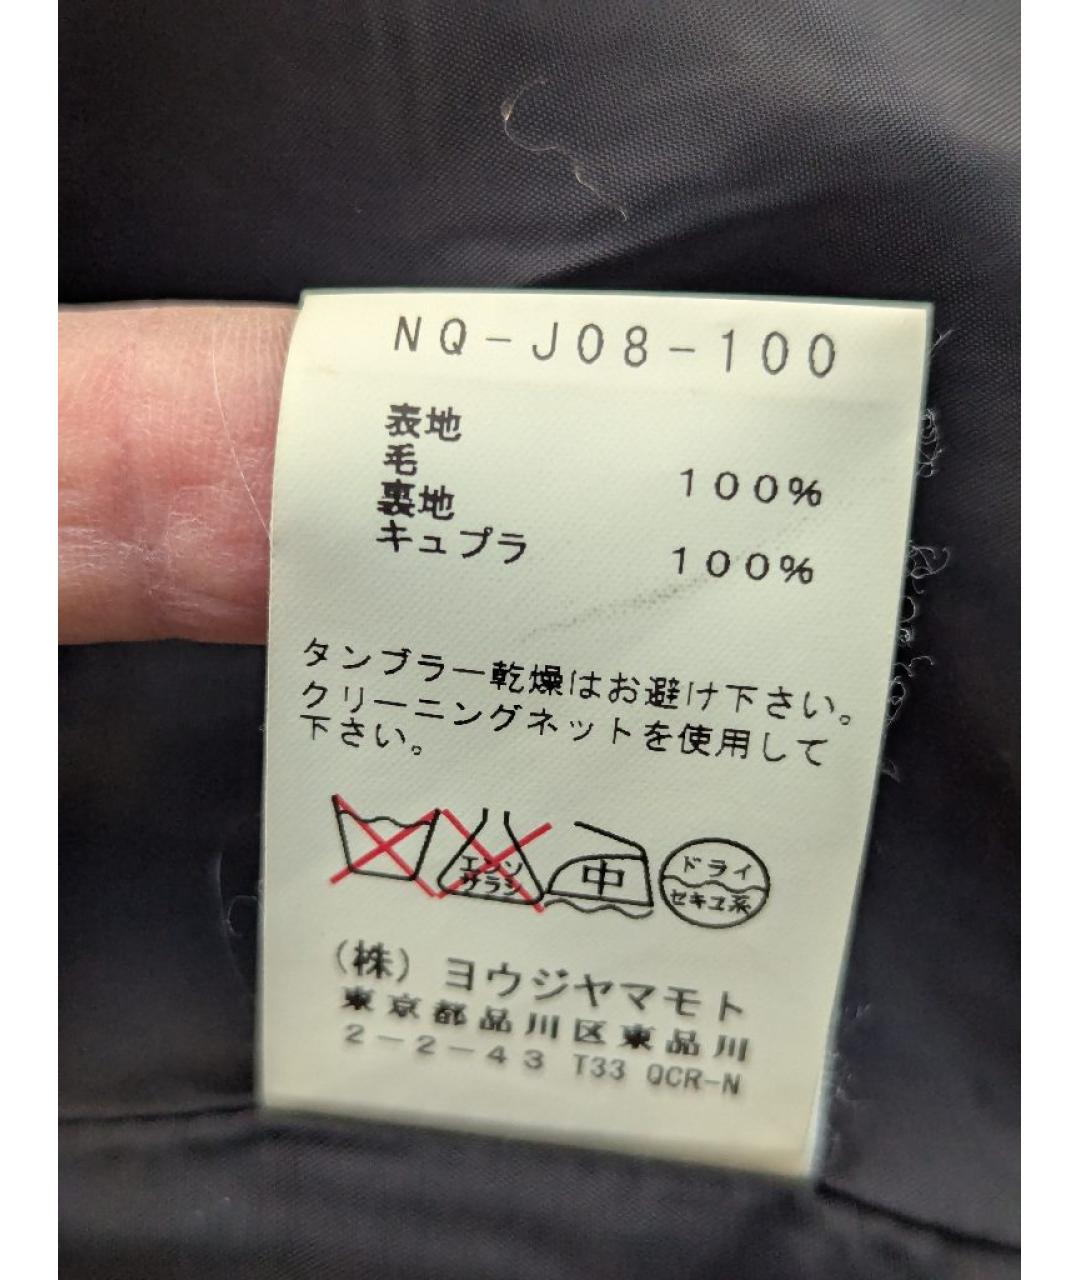 NQ-J08-100
表地
毛 100%
裏地
キュプラ 100%
タンブラー乾燥はお避け下さい。
クリーニングネットを使用して
下さい。
エンソ
サラシ
中
ドライ
セキユ系
(株) ヨウジヤマモト
東京都品川区東品川
2-2-43 T33 QCR-N